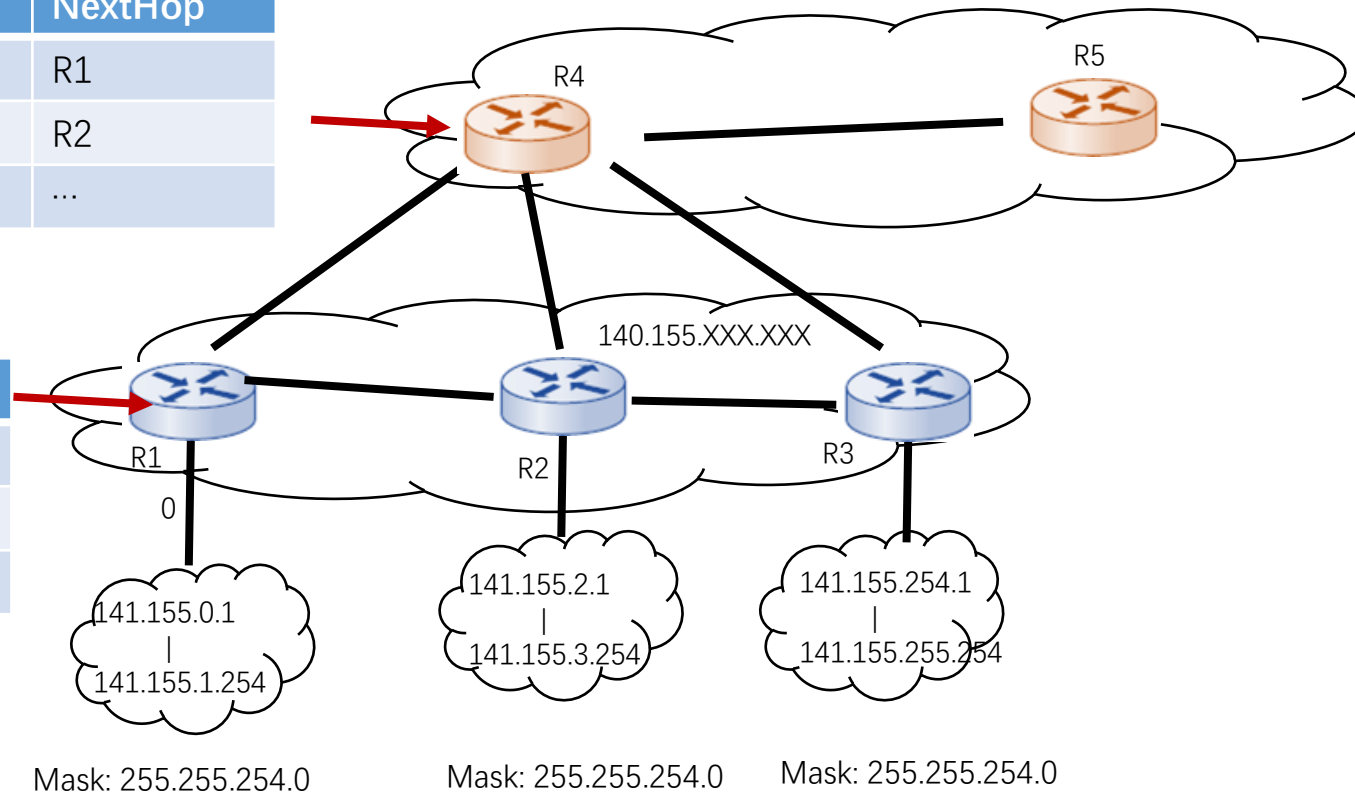 NextHop
R1
R2
...
R4
R5
140.155.XXX.XXX
R1
R2
R3
0
141.155.0.1
|
141.155.1.254
141.155.2.1
|
141.155.3.254
141.155.254.1
|
141.155.255.254
Mask: 255.255.254.0
Mask: 255.255.254.0
Mask: 255.255.254.0